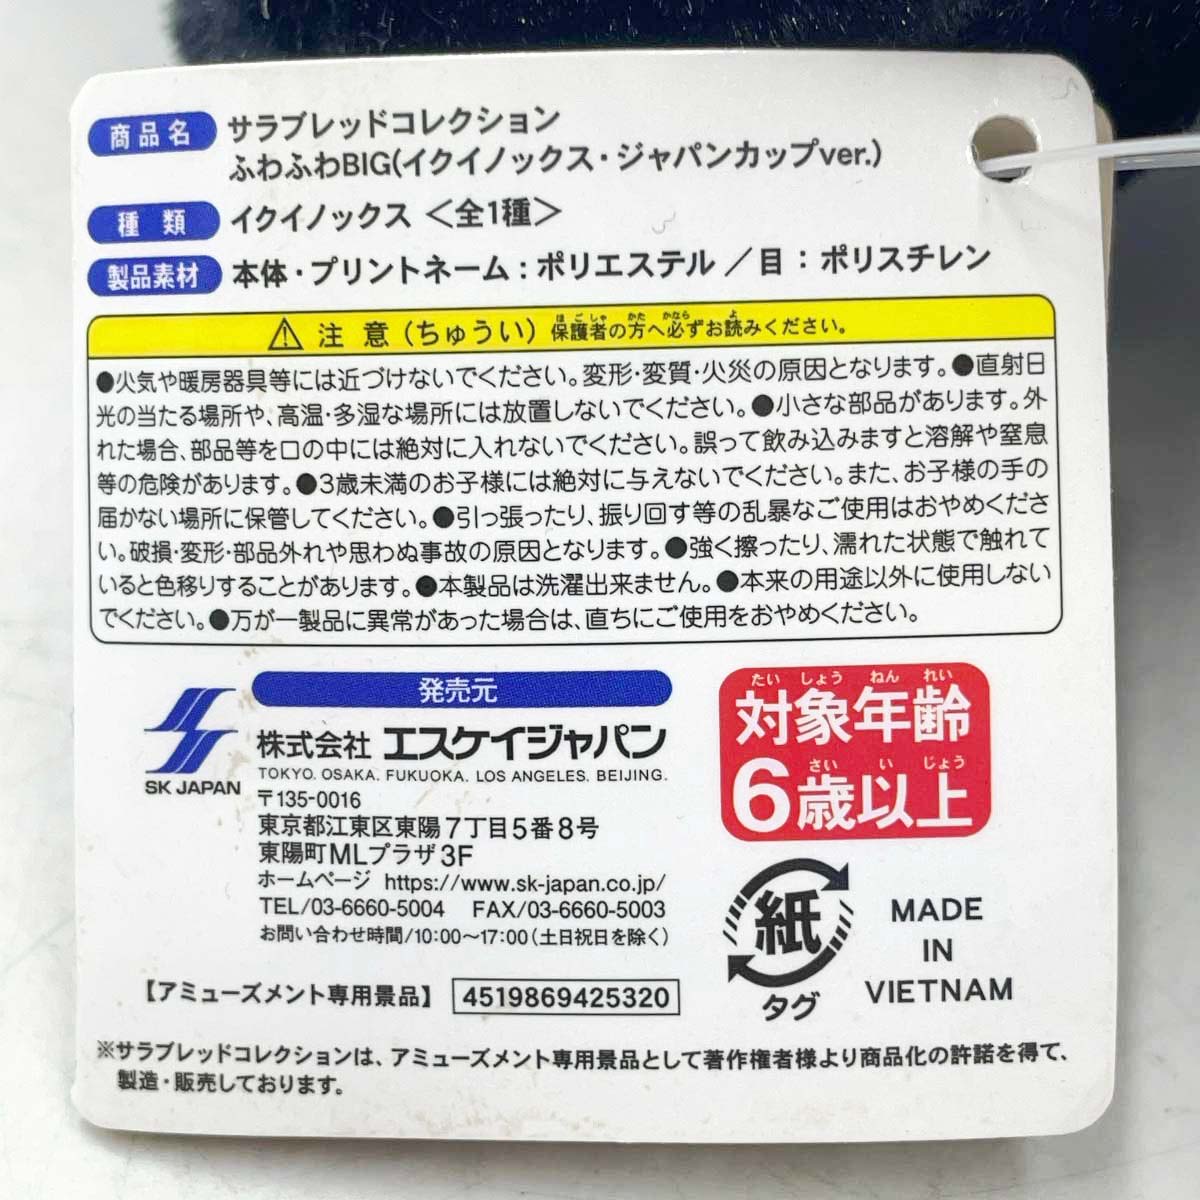 商品名
サラブレッドコレクション
ふわふわBIG(イクイノックス・ジャパンカップver.)
種類
イクイノックス <全1種>
製品素材
本体・プリントネーム：ポリエステル／目：ポリスチレン
⚠注意（ちゅうい）保護者の方へ必ずお読みください。
ほごしゃ かた かなら よ
●火気や暖房器具等には近づけないでください。変形・変質・火災の原因となります。●直射日
光の当たる場所や、高温・多湿な場所には放置しないでください。●小さな部品があります。外
れた場合、部品等を口の中には絶対に入れないでください。誤って飲み込みますと溶解や窒息
等の危険があります。●3歳未満のお子様には絶対に与えないでください。また、お子様の手の
届かない場所に保管してください。●引っ張ったり、振り回す等の乱暴なご使用はおやめくださ
い。破損・変形・部品外れや思わぬ事故の原因となります。●強く擦ったり、濡れた状態で触れて
いると色移りすることがあります。●本製品は洗濯出来ません。●本来の用途以外に使用しない
でください。●万が一製品に異常があった場合は、直ちにご使用をおやめください。
SK JAPAN
発売元
株式会社 エスケイジャパン
TOKYO. OSAKA. FUKUOKA. LOS ANGELES. BEIJING.
〒135-0016
東京都江東区東陽7丁目5番8号
東陽町MLプラザ3F
ホームページ https://www.sk-japan.co.jp/
TEL/03-6660-5004 FAX/03-6660-5003
お問い合わせ時間/10:00〜17:00(土日祝日を除く)
たい しょう ねん れい
対象年齢
さい い じょう
6歳以上
紙
タグ
MADE
IN
VIETNAM
【アミューズメント専用景品】 4519869425320
※サラブレッドコレクションは、アミューズメント専用景品として著作権者様より商品化の許諾を得て、
製造・販売しております。